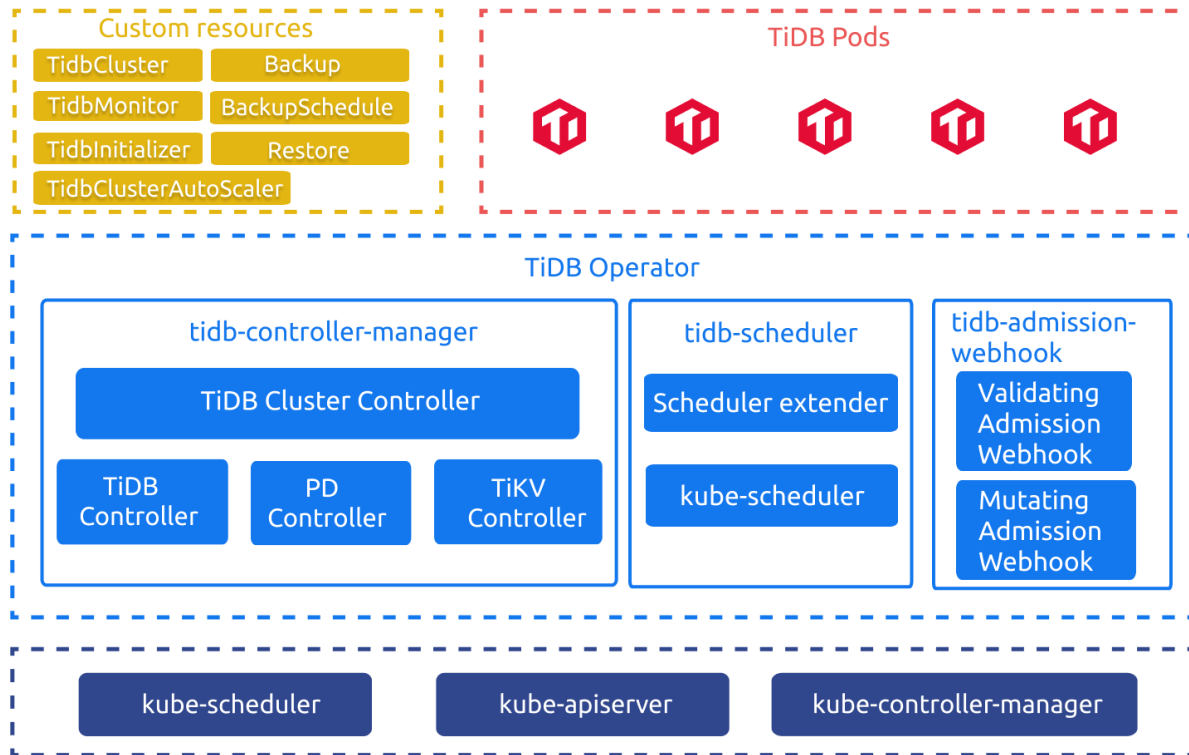 Custom resources
TidbCluster
Backup
TidbMonitor
BackupSchedule
TidbInitializer
Restore
TidbClusterAutoScaler
TiDB Pods
TiDB Operator
tidb-controller-manager
TiDB Cluster Controller
TiDB
Controller
PD
Controller
TiKV
Controller
tidb-scheduler
Scheduler extender
kube-scheduler
tidb-admission-
webhook
Validating
Admission
Webhook
Mutating
Admission
Webhook
kube-scheduler
kube-apiserver
kube-controller-manager